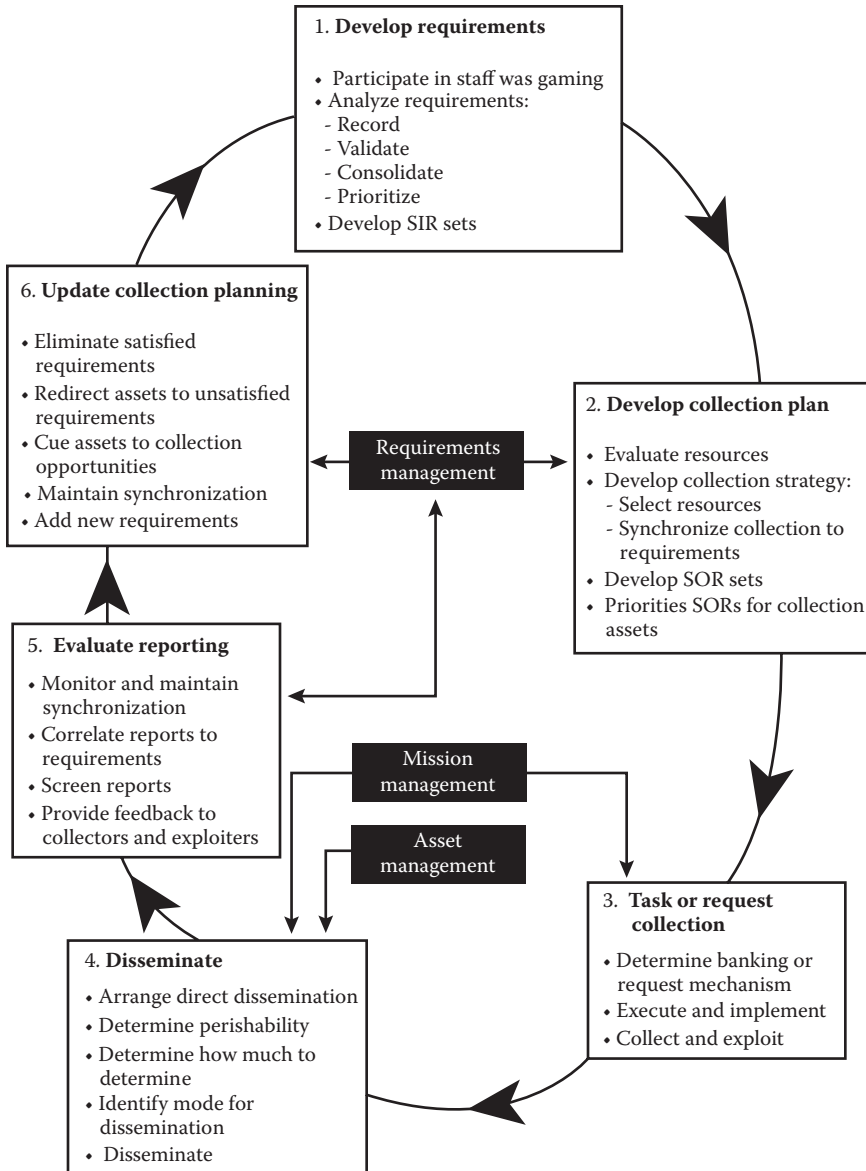 1. Develop requirements
• Participate in staff was gaming
• Analyze requirements:
- Record
- Validate
- Consolidate
- Prioritize
• Develop SIR sets
6. Update collection planning
• Eliminate satisfied
requirements
• Redirect assets to unsatisfied
requirements
• Cue assets to collection
opportunities
• Maintain synchronization
• Add new requirements
Requirements
management
2. Develop collection plan
• Evaluate resources
• Develop collection strategy:
- Select resources
- Synchronize collection to
requirements
• Develop SOR sets
• Priorities SORs for collection
assets
5. Evaluate reporting
• Monitor and maintain
synchronization
• Correlate reports to
requirements
• Screen reports
• Provide feedback to
collectors and exploiters
Mission
management
Asset
management
3. Task or request
collection
• Determine banking or
request mechanism
• Execute and implement
• Collect and exploit
4. Disseminate
• Arrange direct dissemination
• Determine perishability
• Determine how much to
determine
• Identify mode for
dissemination
• Disseminate